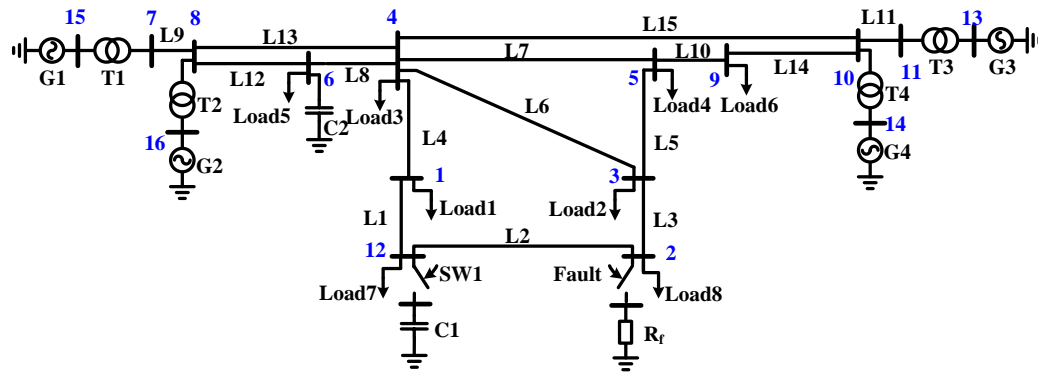 15 7 8 4 L15 L11 13
L9 L13 L7 L10
G1 T1 L12 L8 6 5 9 L14 10 11 T3 G3
T2 Load5 C2 Load3 L6 Load4 Load6 T4
16 14
G2 L4 L5 G4
1 3
L1 Load1 Load2 L3
12 L2 2
Load7 SW1 Fault Load8
C1 Rf